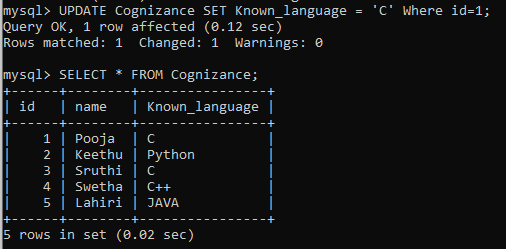 mysql> UPDATE Cognizance SET Known_language = 'C' Where id=1;
Query OK, 1 row affected (0.12 sec)
Rows matched: 1  Changed: 1  Warnings: 0
mysql> SELECT * FROM Cognizance;
+------+---------+----------------+
| id   | name    | Known_language |
+------+---------+----------------+
|    1 | Pooja   | C              |
|    2 | Keethu  | Python         |
|    3 | Sruthi  | C              |
|    4 | Swetha  | C++            |
|    5 | Lahiri  | JAVA           |
+------+---------+----------------+
5 rows in set (0.02 sec)